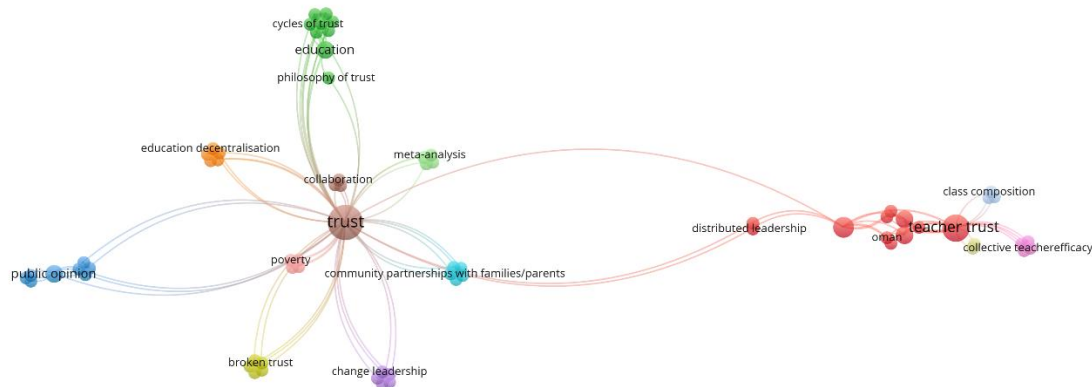 cycles of trust
education
philosophy of trust
education decentralisation
meta-analysis
collaboration
class composition
trust
teacher trust
distributed leadership
oman
collective teacherefficacy
poverty
public opinion
community partnerships with families/parents
broken trust
change leadership